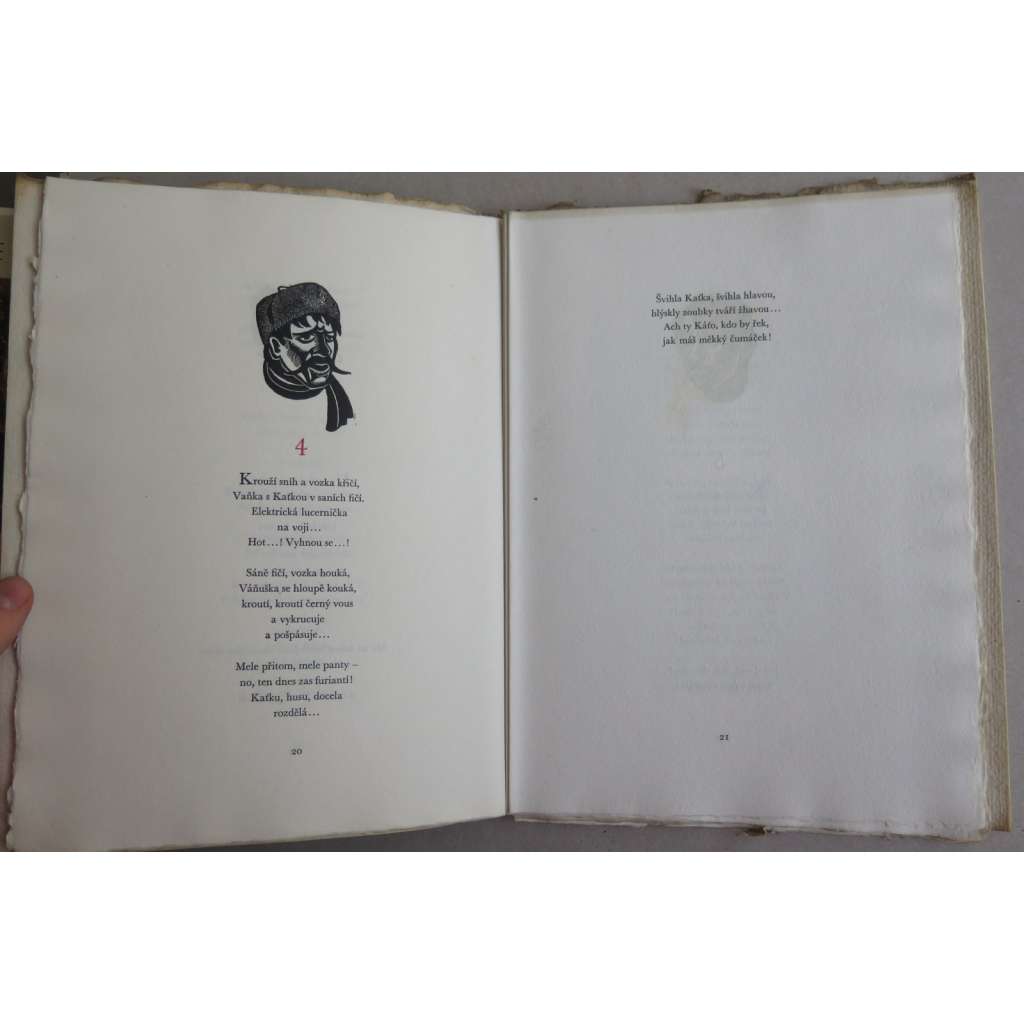 4
Krouží sníh a vozka křičí,
Vaňka s Kaťkou v saních fičí.
Elektrická lucernička
na voji...
Hot...! Vyhnou se...!
Sáně fičí, vozka houká,
Váňuška se hloupě kouká,
kroutí, kroutí černý vous
a vykrucuje
a pošpásuje...
Mele přitom, mele panty –
no, ten dnes zas furiantí!
Kaťku, husu, docela
rozdělá...
20
Švihla Kaťka, švihla hlavou,
blýskly zoubky tváří žhavou...
Ach ty Káťo, kdo by řek,
jak máš měkký čumáček!
21